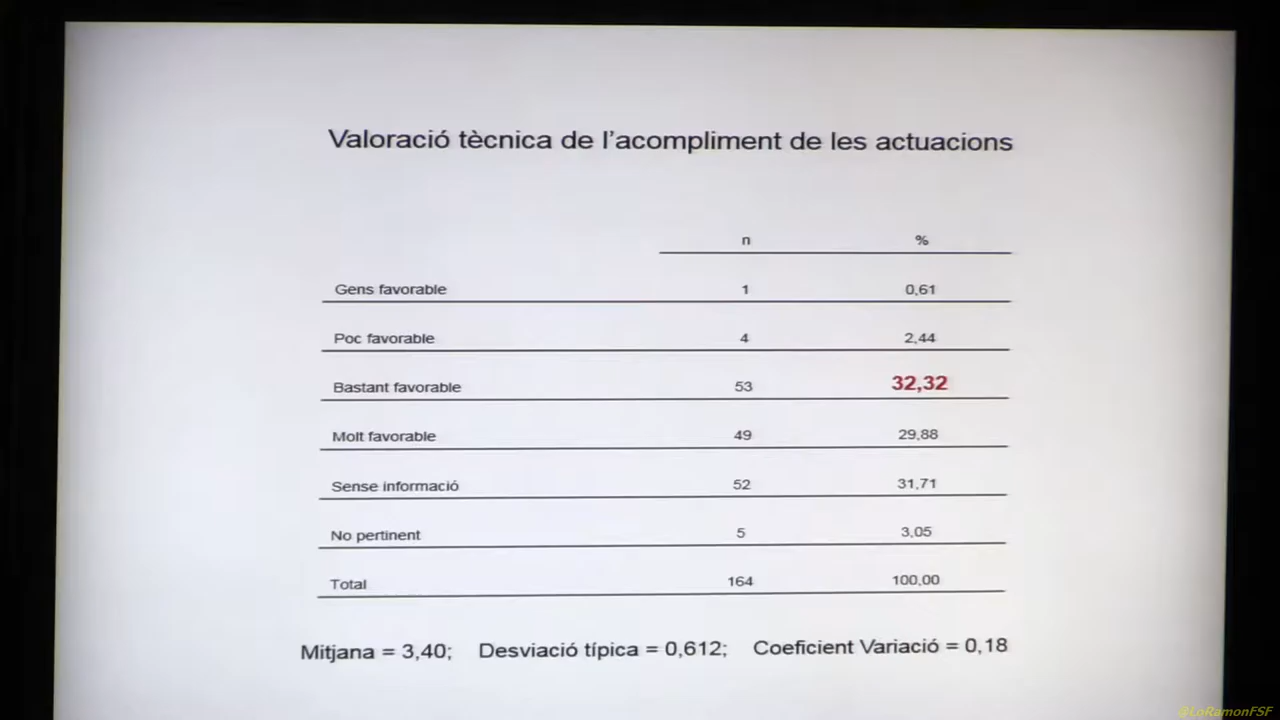 Valoració tècnica de l'acompliment de les actuacions
n %
Gens favorable 1 0,61
Poc favorable 4 2,44
Bastant favorable 53 32,32
Molt favorable 49 29,88
Sense informació 52 31,71
No pertinent 5 3,05
Total 164 100,00
Mitjana = 3,40; Desviació típica = 0,612; Coeficient Variació = 0,18
@LoRamonFSF